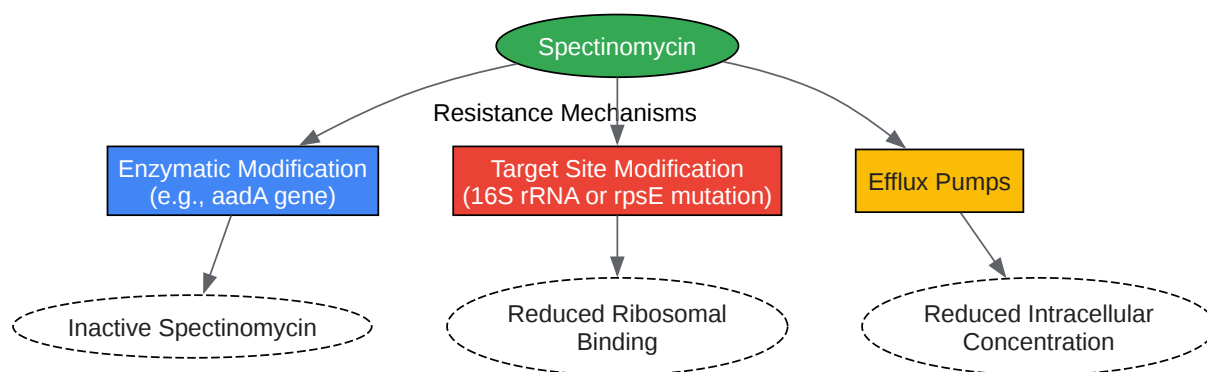 Spectinomycin
Resistance Mechanisms
Enzymatic Modification
(e.g., aadA gene)
Target Site Modification
(16S rRNA or rpsE mutation)
Efflux Pumps
Inactive Spectinomycin
Reduced Ribosomal
Binding
Reduced Intracellular
Concentration